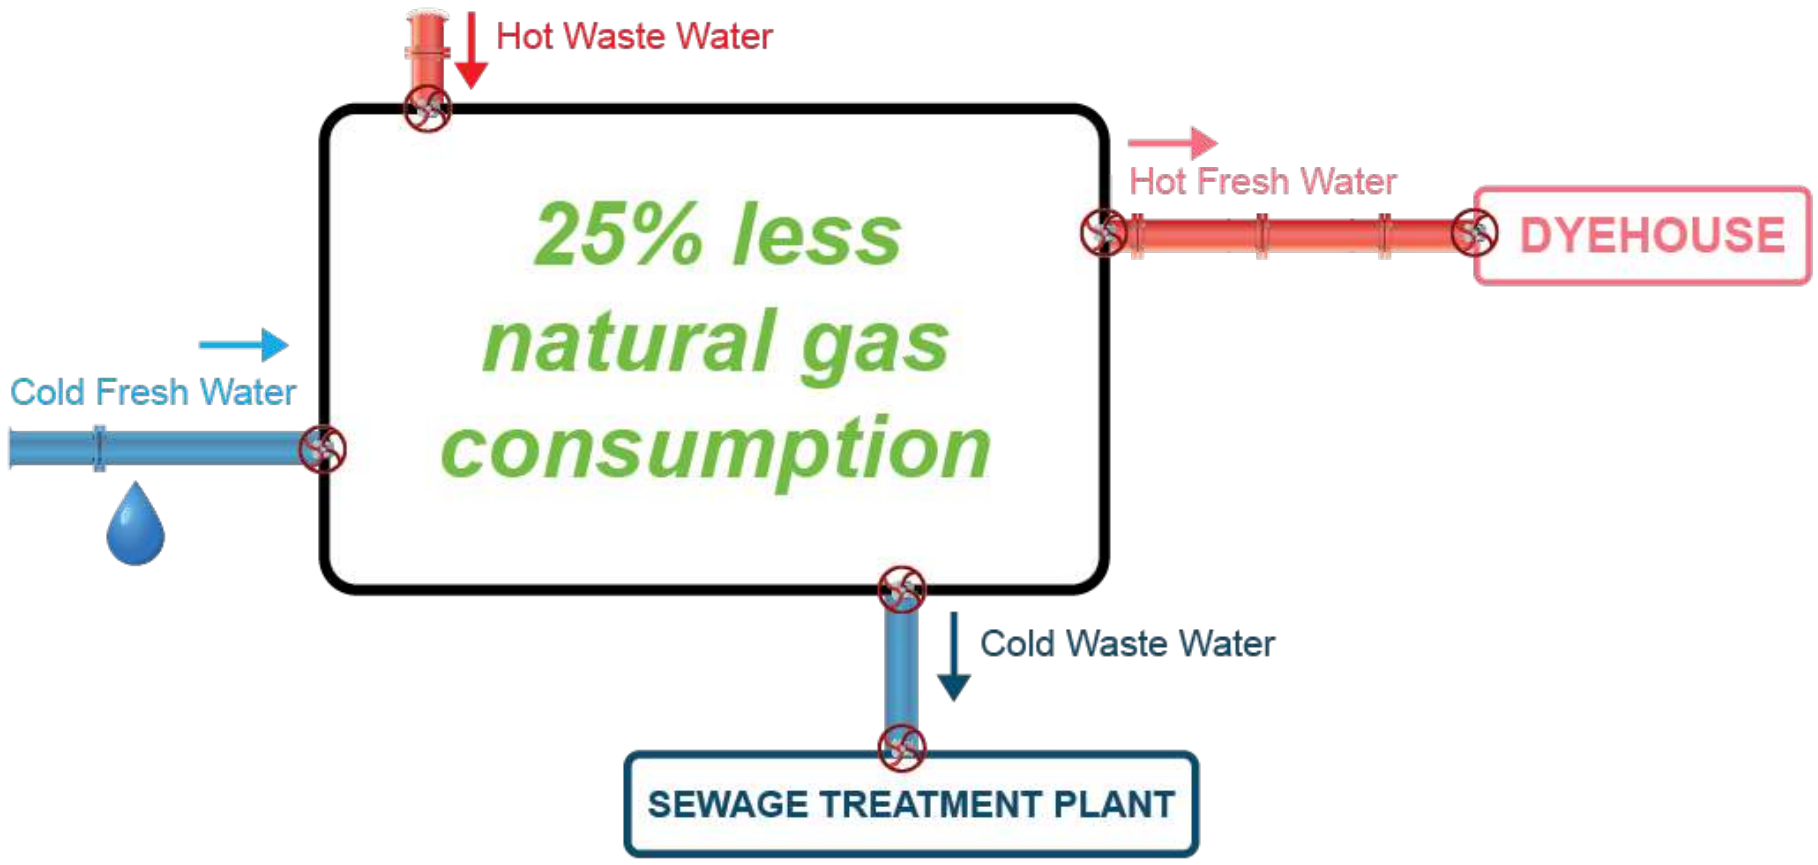 Hot Waste Water
Hot Fresh Water
DYEHOUSE
25% less
natural gas
consumption
Cold Fresh Water
Cold Waste Water
SEWAGE TREATMENT PLANT